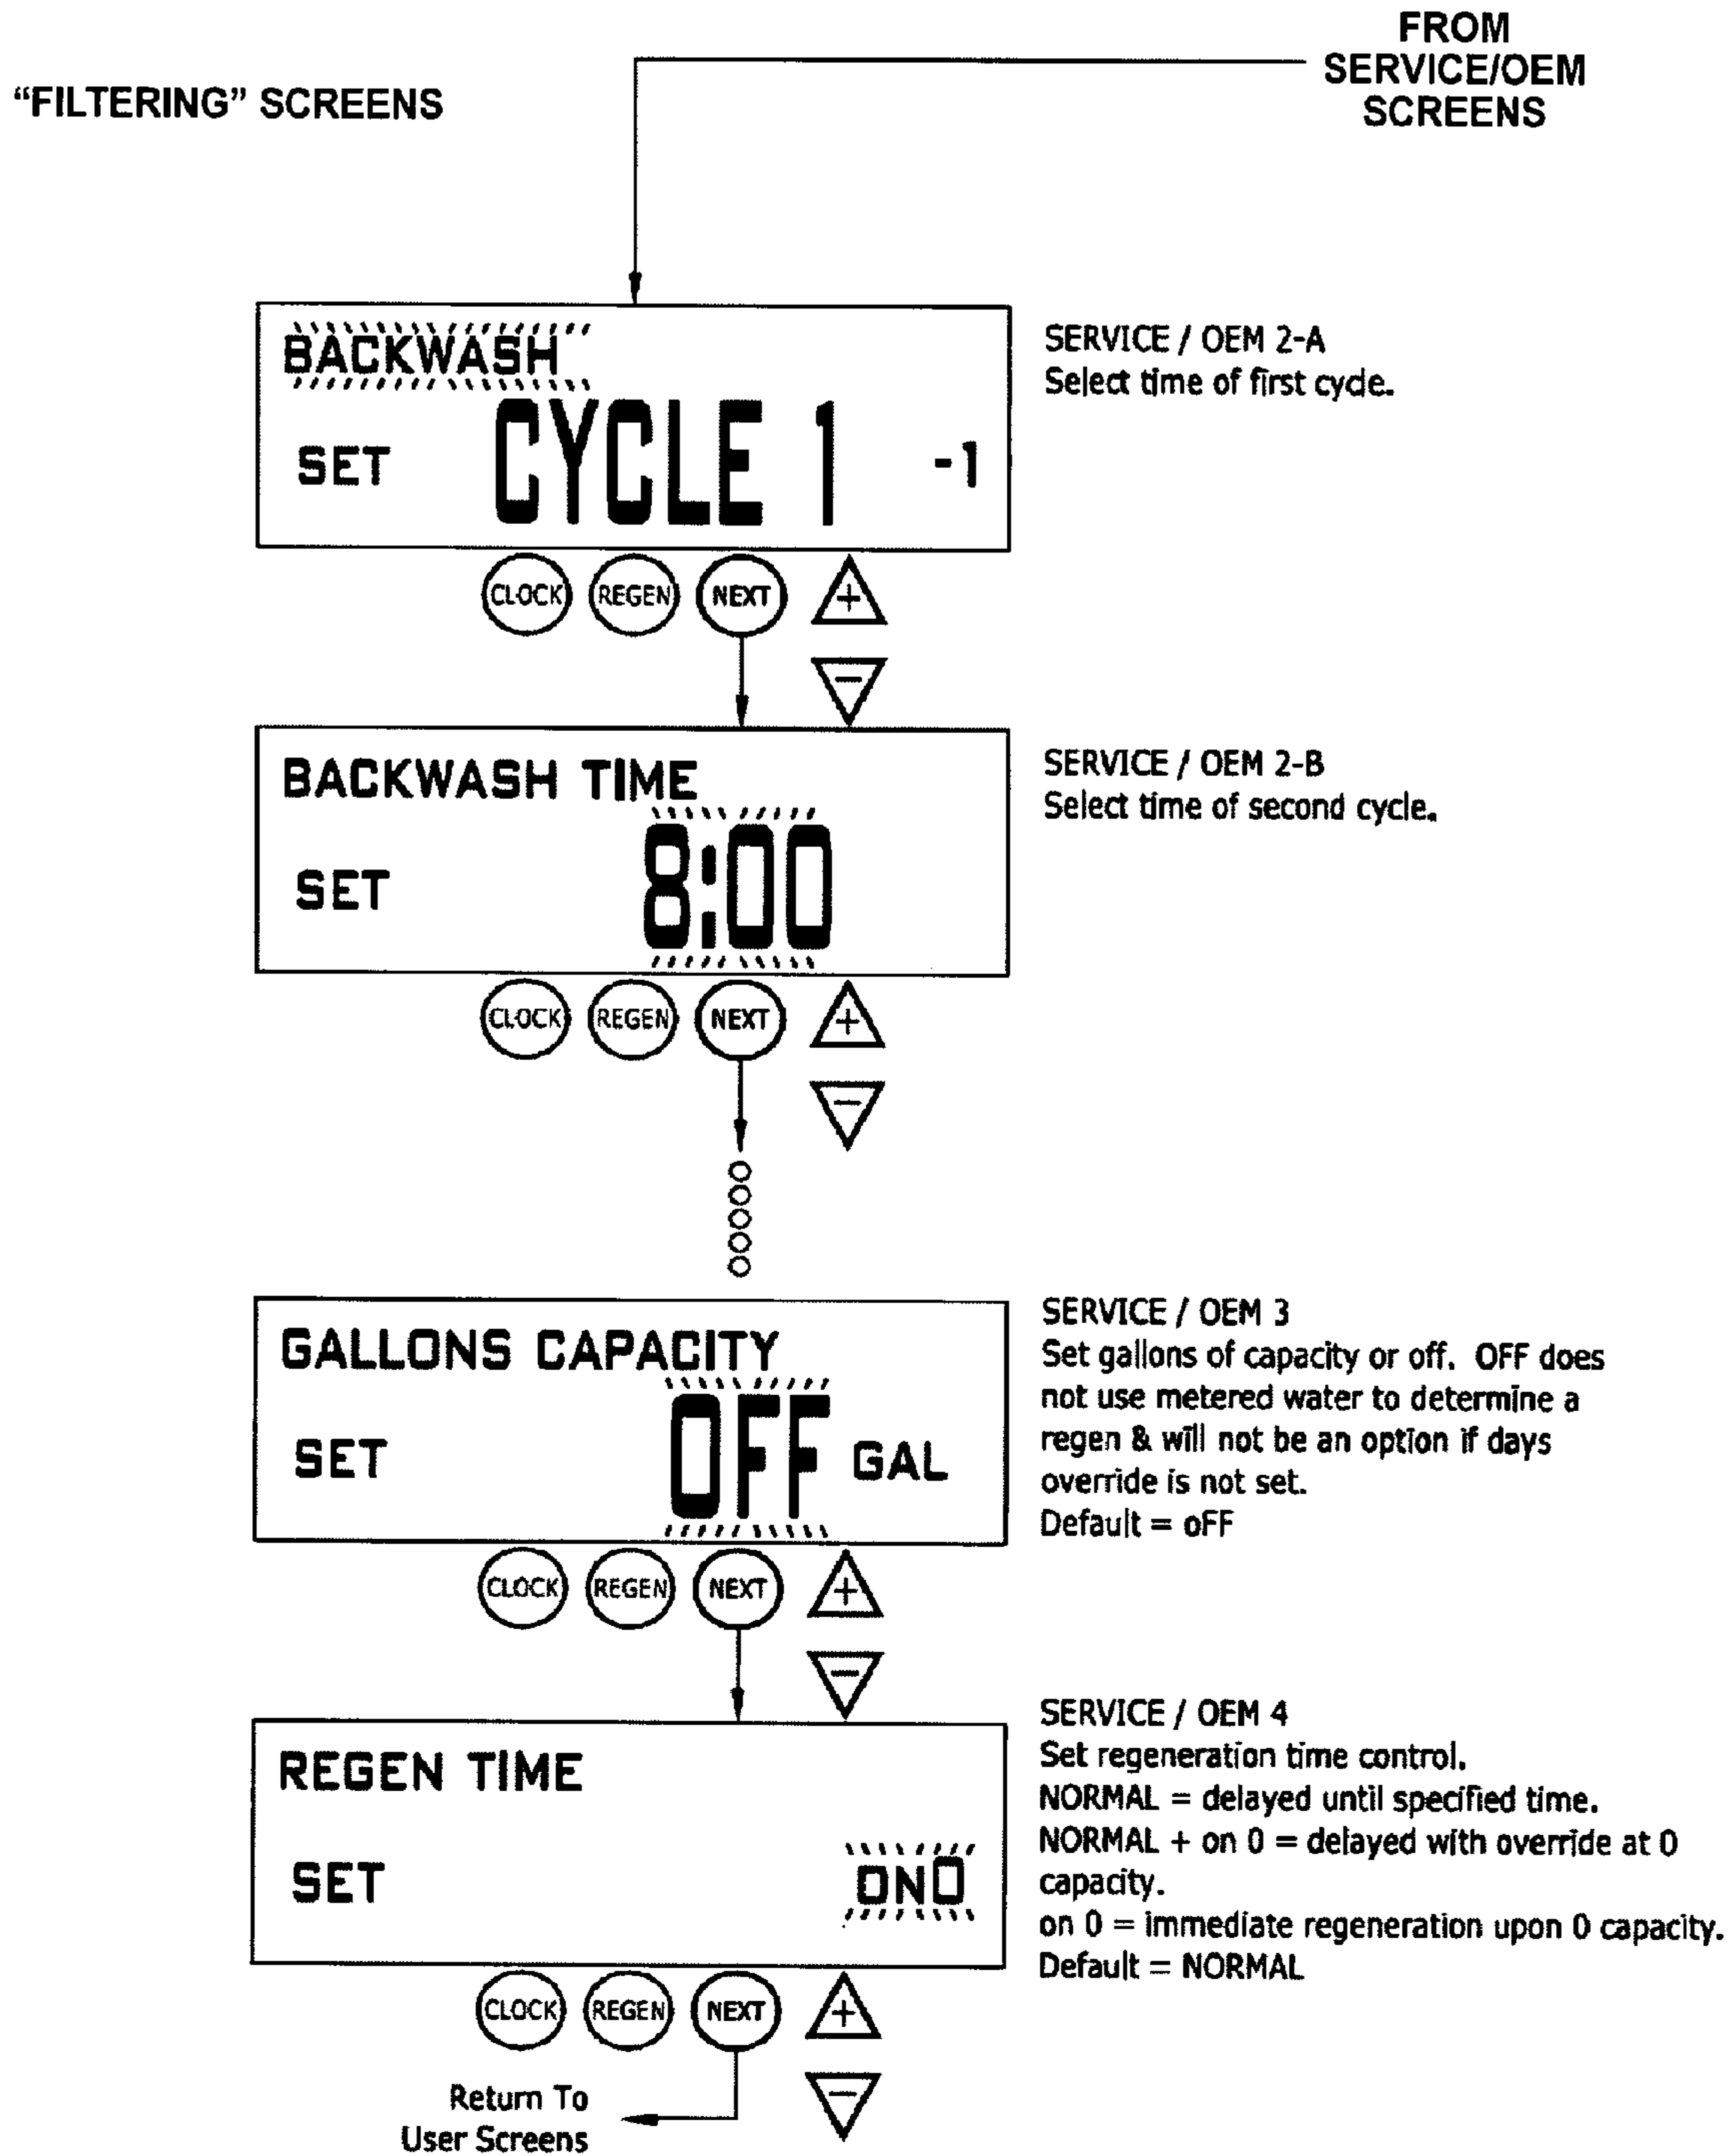 FROM
SERVICE/OEM
SCREENS
“FILTERING” SCREENS
BACKWASH
SET CYCLE 1 -1
SERVICE / OEM 2-A
Select time of first cycle.
CLOCK REGEN NEXT +
−
BACKWASH TIME
SET 8:00
SERVICE / OEM 2-B
Select time of second cycle.
CLOCK REGEN NEXT +
−
GALLONS CAPACITY
SET OFF GAL
SERVICE / OEM 3
Set gallons of capacity or off. OFF does
not use metered water to determine a
regen & will not be an option if days
override is not set.
Default = oFF
CLOCK REGEN NEXT +
−
REGEN TIME
SET ON0
SERVICE / OEM 4
Set regeneration time control.
NORMAL = delayed until specified time.
NORMAL + on 0 = delayed with override at 0
capacity.
on 0 = immediate regeneration upon 0 capacity.
Default = NORMAL
CLOCK REGEN NEXT +
−
Return To
User Screens